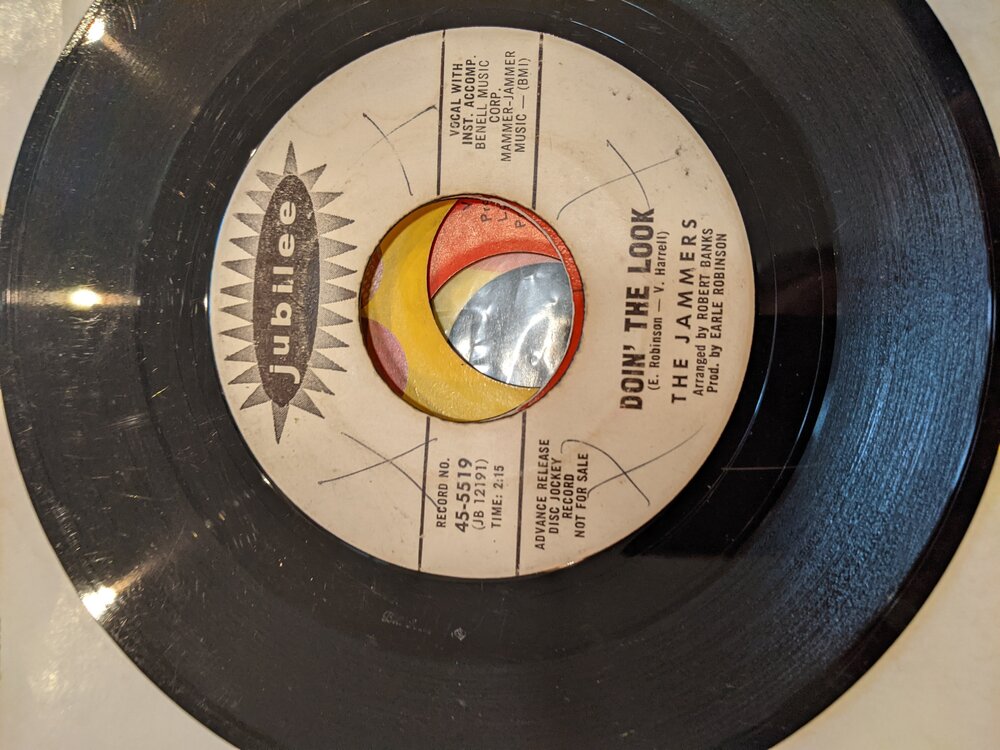 jubilee
RECORD NO.
45-5519
(JB 12191)
TIME: 2:15
VOCAL WITH
INST. ACCOMP.
BENELL MUSIC
CORP.
MAMMER-JAMMER
MUSIC — (BMI)
ADVANCE RELEASE
DISC JOCKEY
RECORD
NOT FOR SALE
DOIN' THE LOOK
(E. Robinson — V. Harrell)
THE JAMMERS
Arranged by ROBERT BANKS
Prod. by EARLE ROBINSON